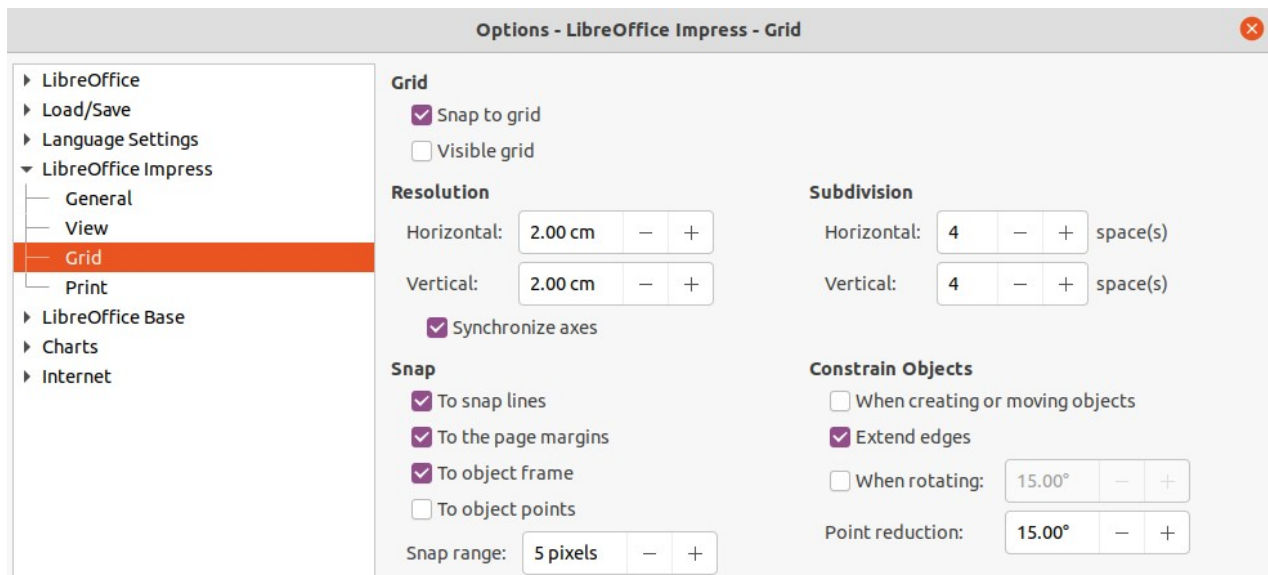 Options - LibreOffice Impress - Grid
LibreOffice
Load/Save
Language Settings
LibreOffice Impress
General
View
Grid
Print
LibreOffice Base
Charts
Internet
Grid
Snap to grid
Visible grid
Resolution
Horizontal: 2.00 cm − +
Vertical: 2.00 cm − +
Synchronize axes
Subdivision
Horizontal: 4 − + space(s)
Vertical: 4 − + space(s)
Snap
To snap lines
To the page margins
To object frame
To object points
Snap range: 5 pixels − +
Constrain Objects
When creating or moving objects
Extend edges
When rotating: 15.00° − +
Point reduction: 15.00° − +